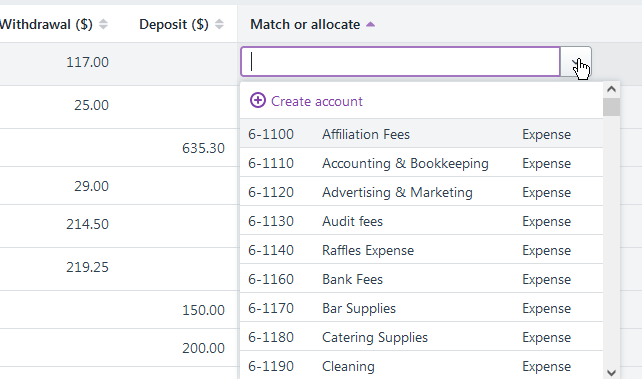 Withdrawal ($) Deposit ($) Match or allocate
117.00
Create account
25.00
6-1100 Affiliation Fees Expense
635.30
6-1110 Accounting & Bookkeeping Expense
29.00
6-1120 Advertising & Marketing Expense
214.50
6-1130 Audit fees Expense
6-1140 Raffles Expense Expense
219.25
6-1160 Bank Fees Expense
150.00
6-1170 Bar Supplies Expense
6-1180 Catering Supplies Expense
200.00
6-1190 Cleaning Expense